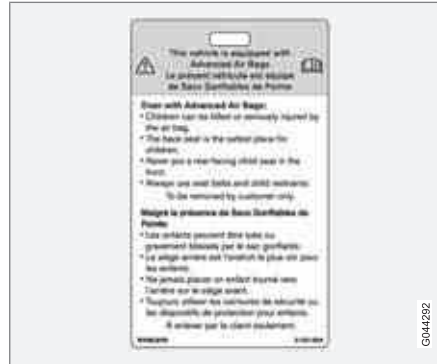 This vehicle is equipped with
Advanced Air Bags
Le présent véhicule est équipé
de Sacs Gonflables de Pointe
Even with Advanced Air Bags:
• Children can be killed or seriously injured by
the air bag.
• The back seat is the safest place for
children.
• Never put a rear-facing child seat in the
front.
• Always use seat belts and child restraints.
To be removed by customer only.
Malgré la présence de Sacs Gonflables de
Pointe:
• Les enfants peuvent être tués ou
gravement blessés par le sac gonflable.
• Le siège arrière est l'endroit le plus sûr pour
les enfants.
• Ne jamais placer un enfant tourné vers
l'arrière sur le siège avant.
• Toujours utiliser les ceintures de sécurité ou
les dispositifs de protection pour enfants.
À enlever par le client seulement.
G044292